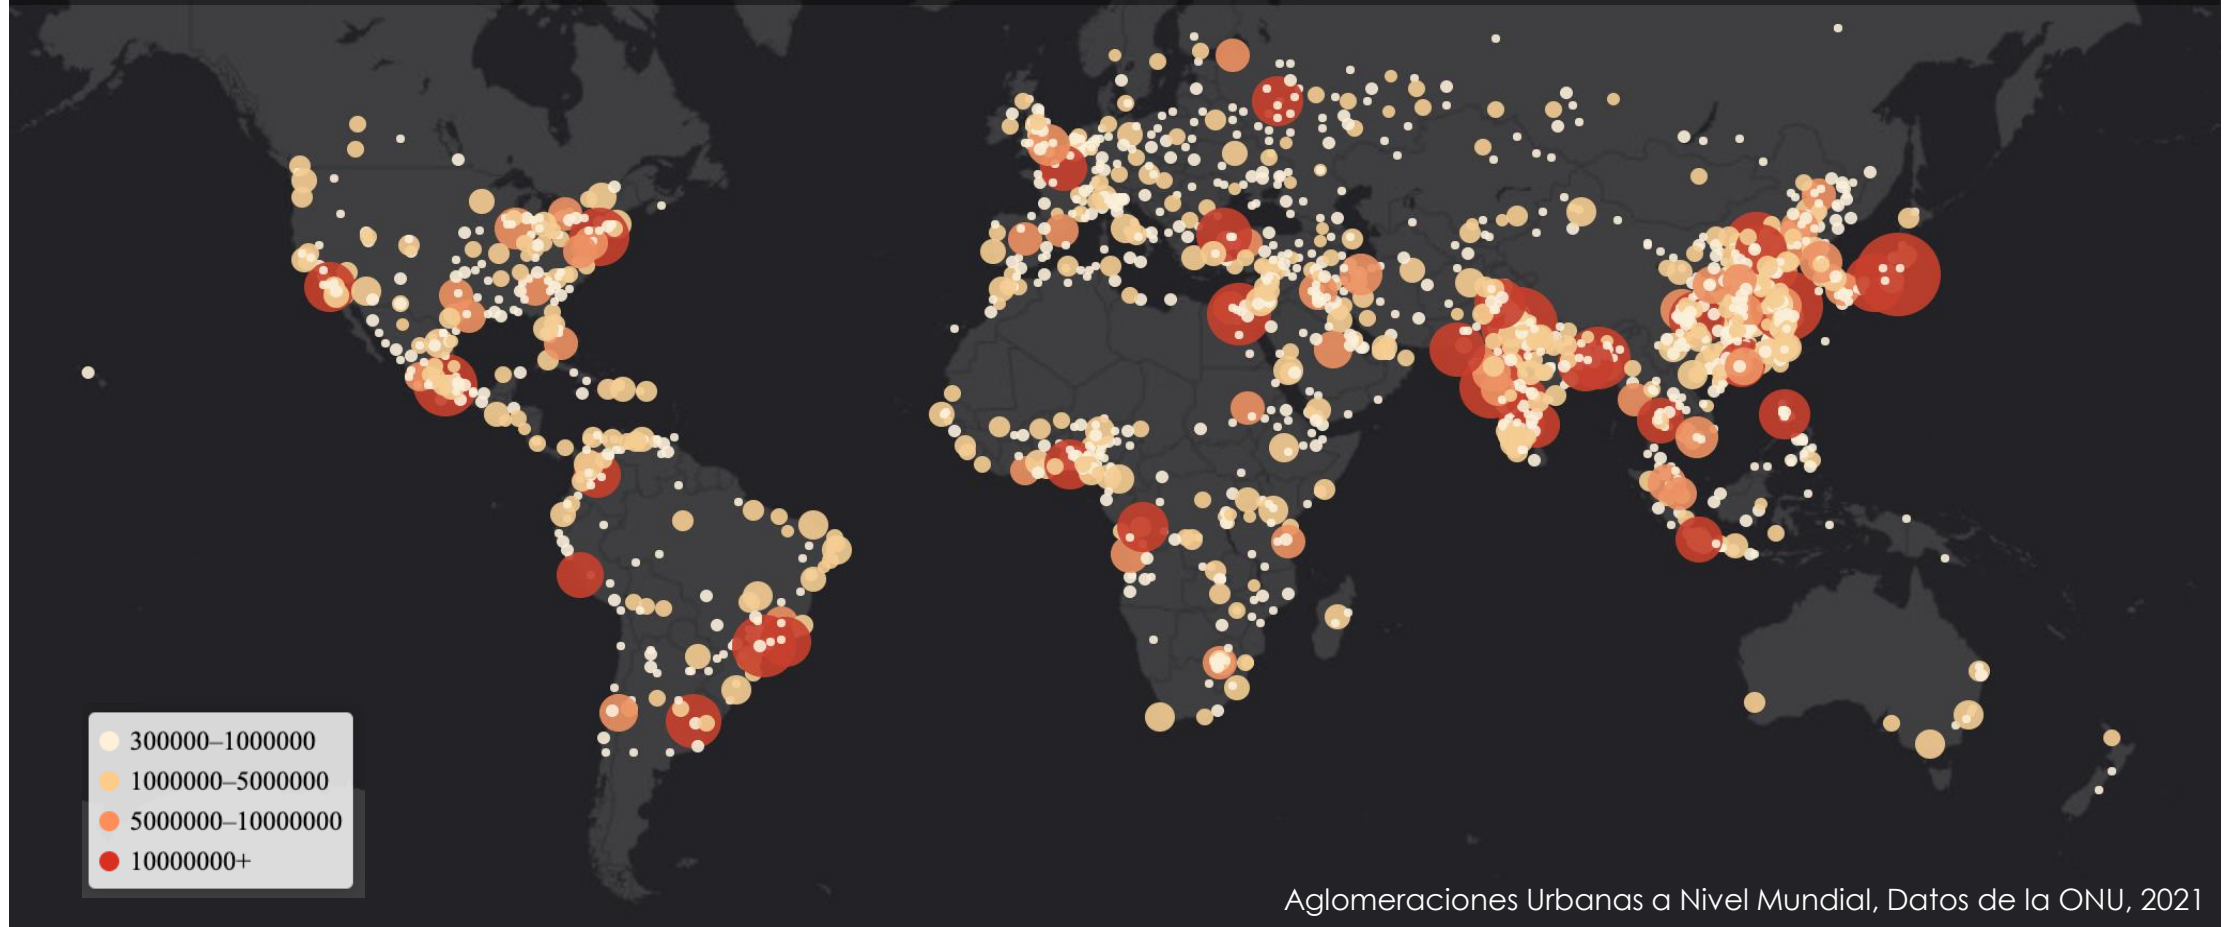 300000–1000000
1000000–5000000
5000000–10000000
10000000+
Aglomeraciones Urbanas a Nivel Mundial, Datos de la ONU, 2021